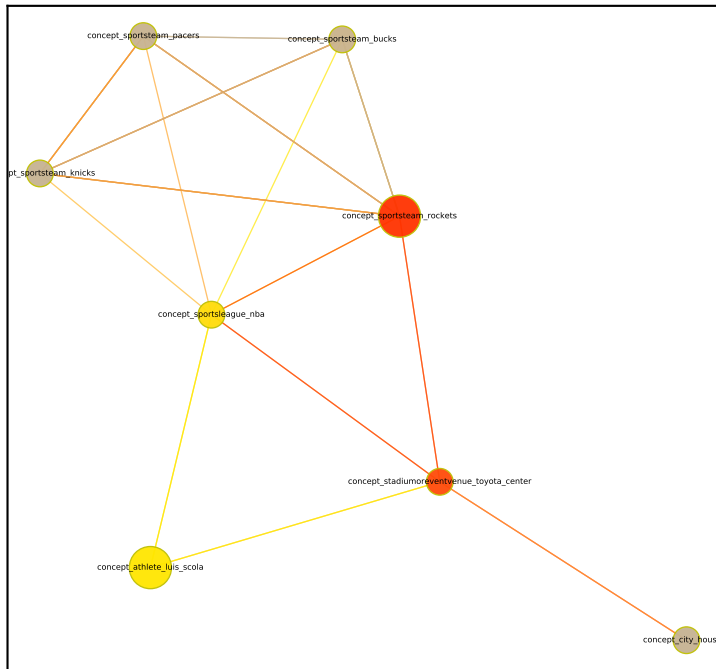 concept_sportsteam_pacers
concept_sportsteam_bucks
pt_sportsteam_knicks
concept_sportsteam_rockets
concept_sportsleague_nba
concept_stadiumoreventvenue_toyota_center
concept_athlete_luis_scola
concept_city_hous